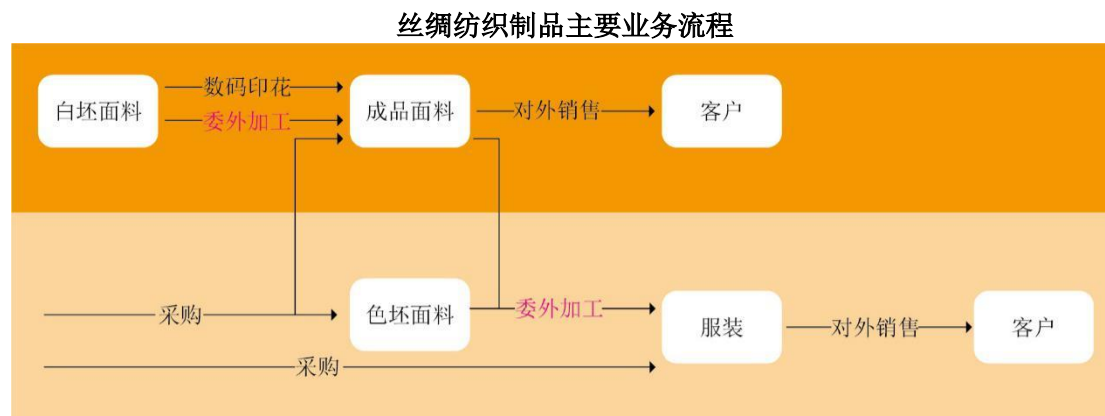 丝绸纺织制品主要业务流程
数码印花
白坯面料
委外加工
成品面料
对外销售
客户
采购
色坯面料
委外加工
服装
对外销售
客户
采购